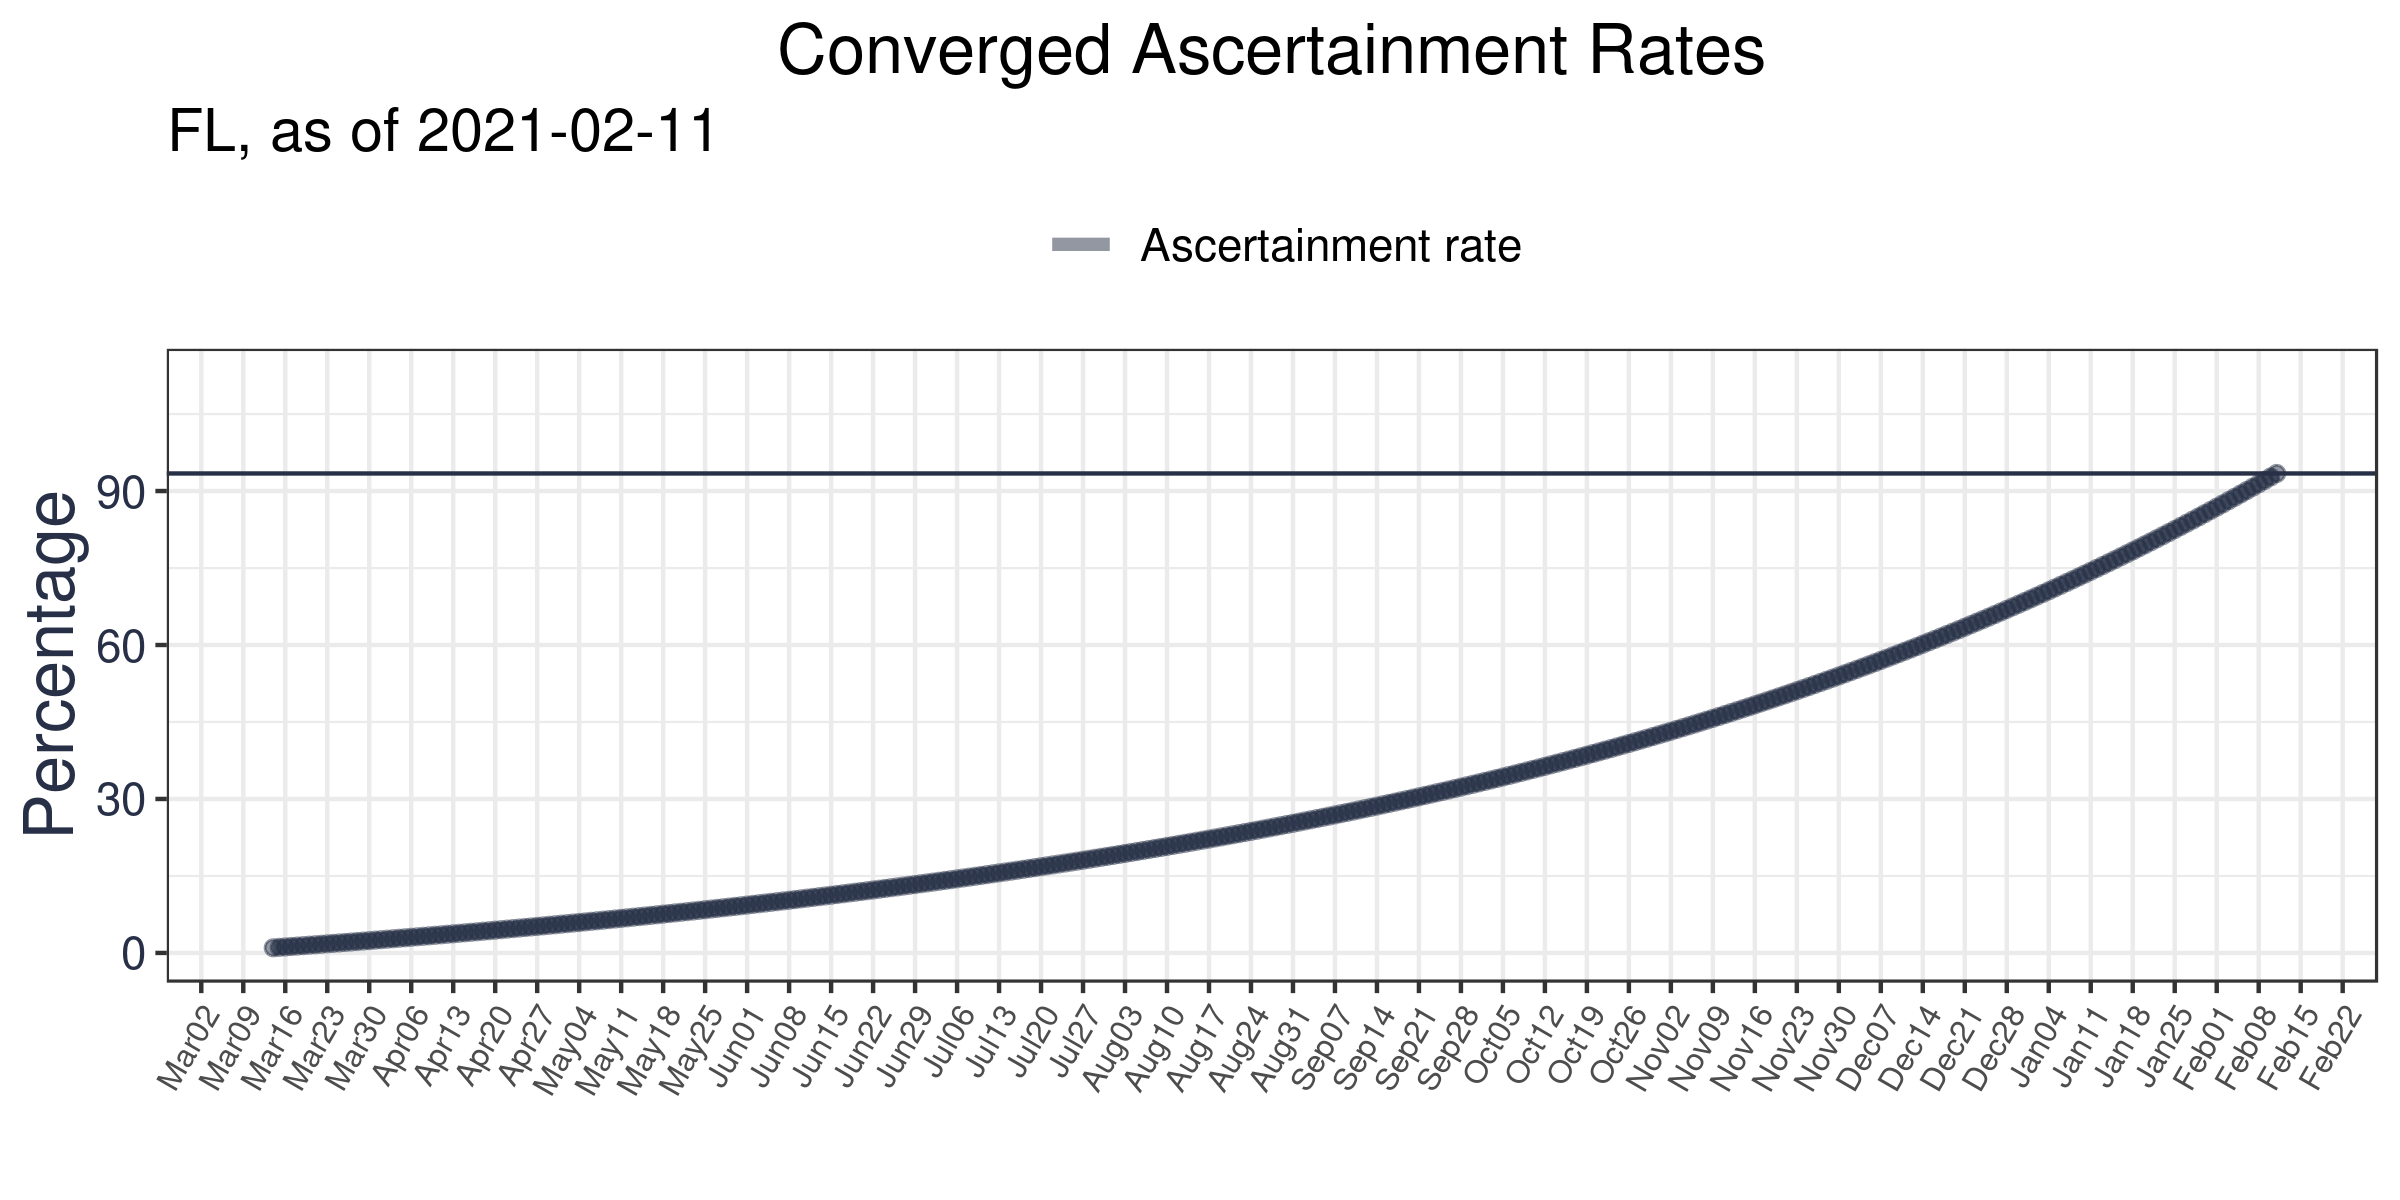 Converged Ascertainment Rates
FL, as of 2021-02-11
Ascertainment rate
Percentage
90
60
30
0
Mar02
Mar09
Mar16
Mar23
Mar30
Apr06
Apr13
Apr20
Apr27
May04
May11
May18
May25
Jun01
Jun08
Jun15
Jun22
Jun29
Jul06
Jul13
Jul20
Jul27
Aug03
Aug10
Aug17
Aug24
Aug31
Sep07
Sep14
Sep21
Sep28
Oct05
Oct12
Oct19
Oct26
Nov02
Nov09
Nov16
Nov23
Nov30
Dec07
Dec14
Dec21
Dec28
Jan04
Jan11
Jan18
Jan25
Feb01
Feb08
Feb15
Feb22